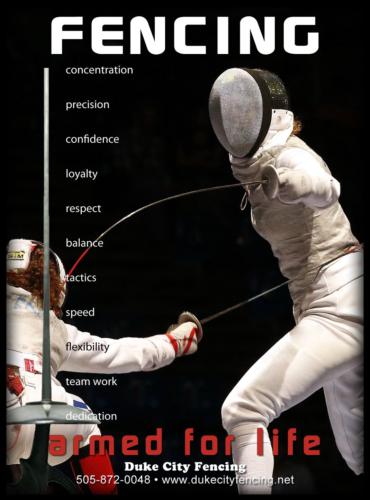 FENCING
concentration
precision
confidence
loyalty
respect
balance
tactics
speed
flexibility
team work
dedication
armed for life
Duke City Fencing
505-872-0048 • www.dukecityfencing.net